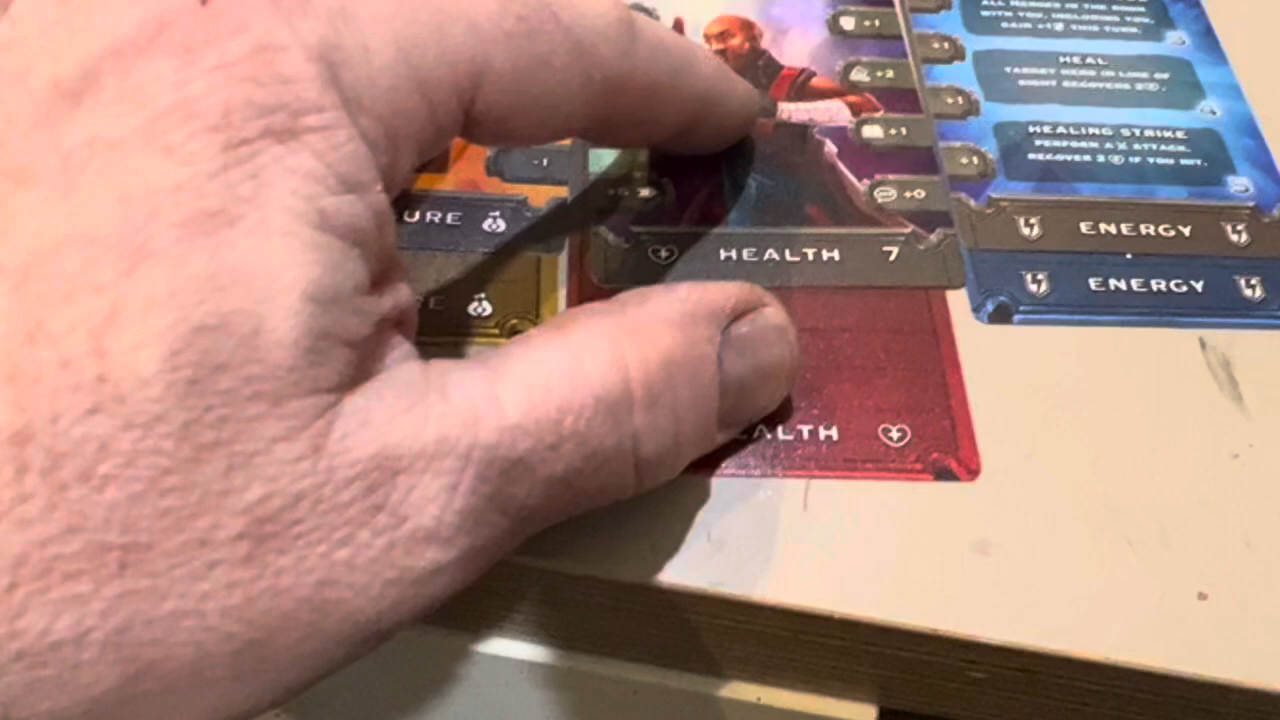 ALL HEROES IN THE ROOM
WITH YOU, INCLUDING YOU,
GAIN +1 THIS TURN.
HEAL
TARGET HERO IN LINE OF
SIGHT RECOVERS 2
HEALING STRIKE
PERFORM A ATTACK.
RECOVER 2 IF YOU HIT.
ENERGY
ENERGY
+1
+1
+1
+1
+2
+1
+0
HEALTH 7
-1
URE
RE
EALTH